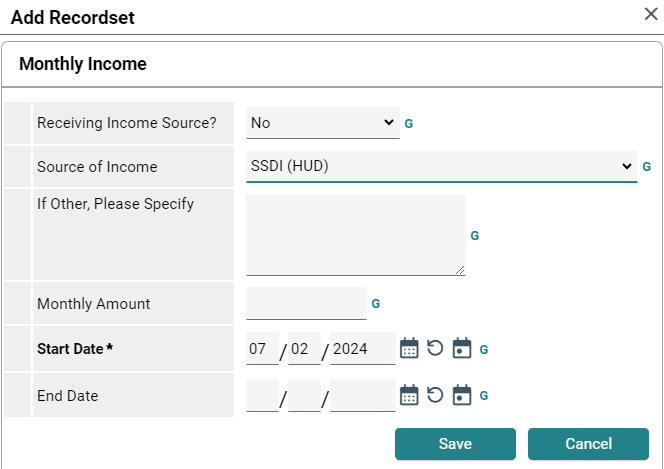 Add Recordset
Monthly Income
Receiving Income Source? No G
Source of Income SSDI (HUD) G
If Other, Please Specify G
Monthly Amount G
Start Date * 07 / 02 / 2024 G
End Date / / G
Save Cancel